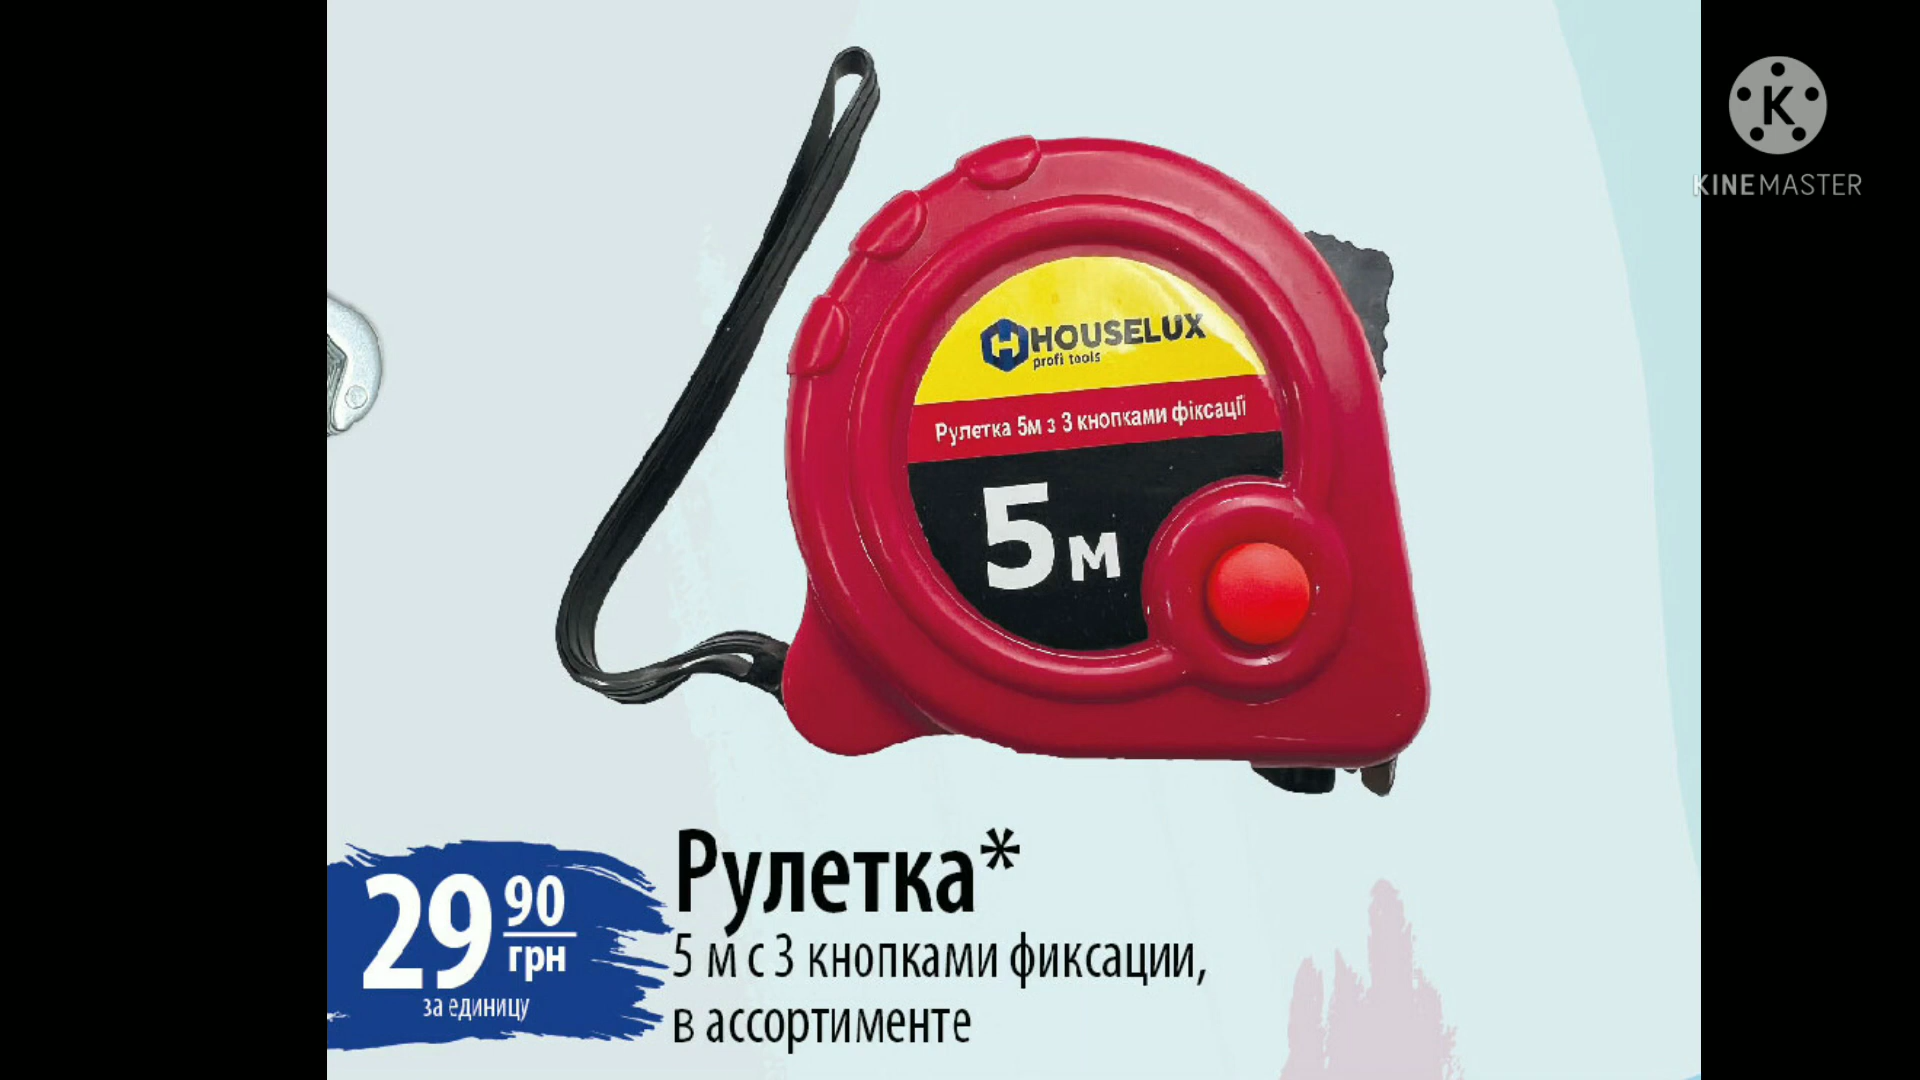 KINEMASTER
HOUSELUX
profi tools
Рулетка 5м з 3 кнопками фіксації
5 м
29 90
грн
за единицу
Рулетка*
5 м с 3 кнопками фиксации,
в ассортименте